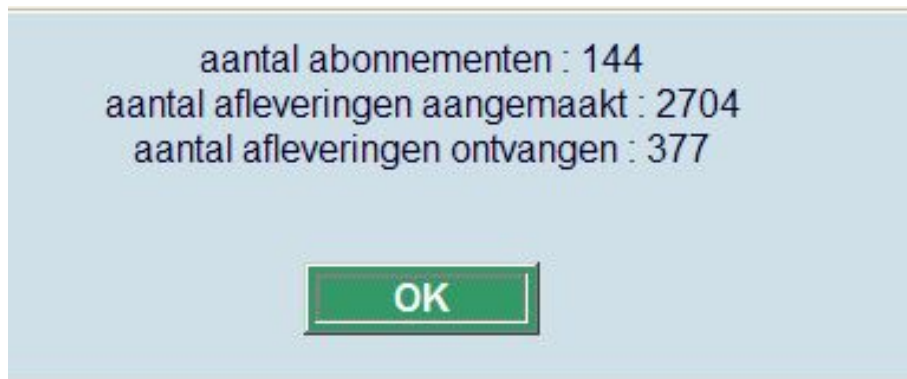 aantal abonnementen : 144
aantal afleveringen aangemaakt : 2704
aantal afleveringen ontvangen : 377
OK